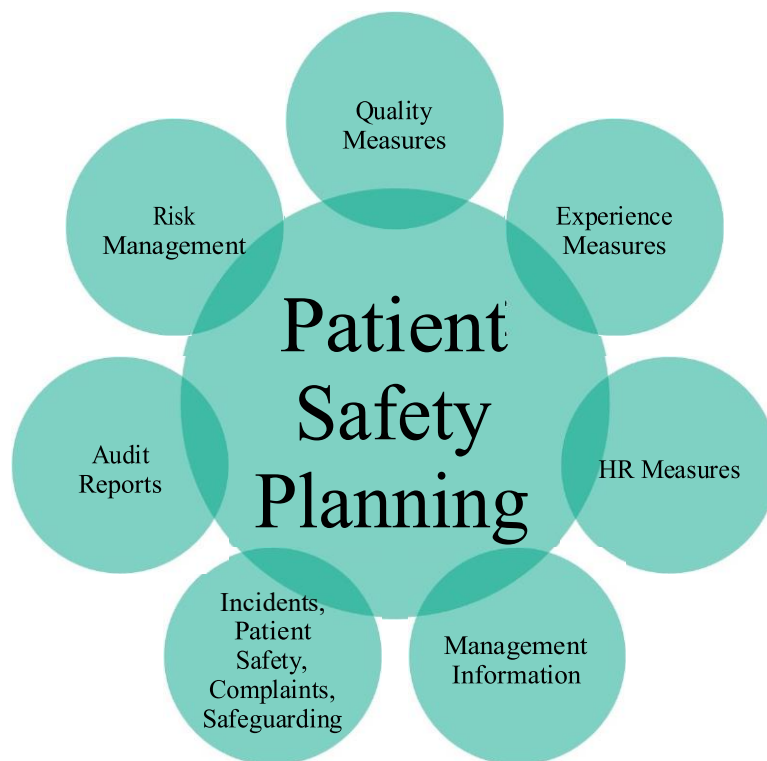 Quality
Measures
Risk
Management
Experience
Measures
Patient
Safety
Planning
Audit
Reports
HR Measures
Incidents,
Patient
Safety,
Complaints,
Safeguarding
Management
Information